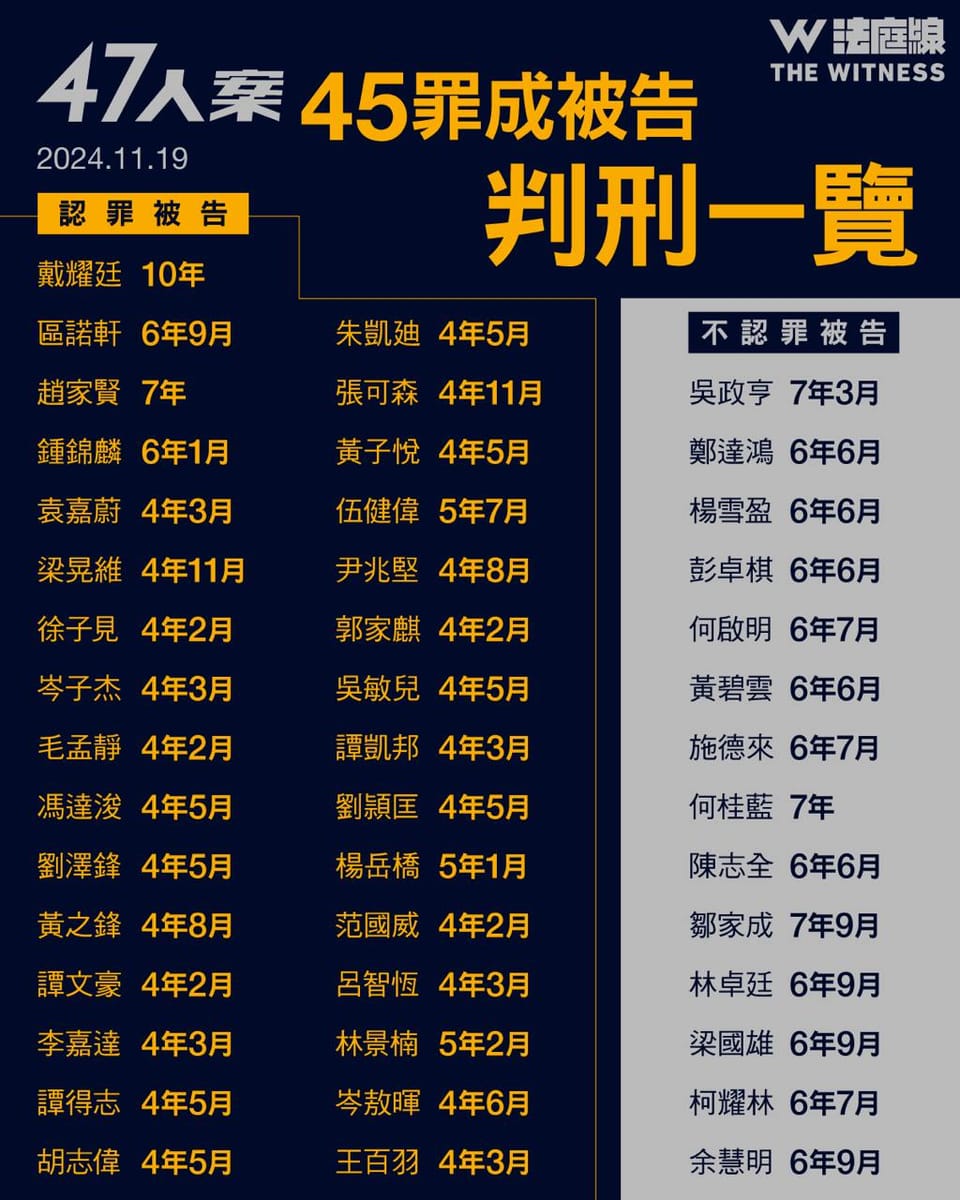 W 法庭線
THE WITNESS
47人案
45罪成被告
判刑一覽
2024.11.19
認罪被告
戴耀廷 10年
區諾軒 6年9月
趙家賢 7年
鍾錦麟 6年1月
袁嘉蔚 4年3月
梁晃維 4年11月
徐子見 4年2月
岑子杰 4年3月
毛孟靜 4年2月
馮達浚 4年5月
劉澤鋒 4年5月
黃之鋒 4年8月
譚文豪 4年2月
李嘉達 4年3月
譚得志 4年5月
胡志偉 4年5月
朱凱廸 4年5月
張可森 4年11月
黃子悅 4年5月
伍健偉 5年7月
尹兆堅 4年8月
郭家麒 4年2月
吳敏兒 4年5月
譚凱邦 4年3月
劉頴匡 4年5月
楊岳橋 5年1月
范國威 4年2月
呂智恆 4年3月
林景楠 5年2月
岑敖暉 4年6月
王百羽 4年3月
不認罪被告
吳政亨 7年3月
鄭達鴻 6年6月
楊雪盈 6年6月
彭卓棋 6年6月
何啟明 6年7月
黃碧雲 6年6月
施德來 6年7月
何桂藍 7年
陳志全 6年6月
鄒家成 7年9月
林卓廷 6年9月
梁國雄 6年9月
柯耀林 6年7月
余慧明 6年9月